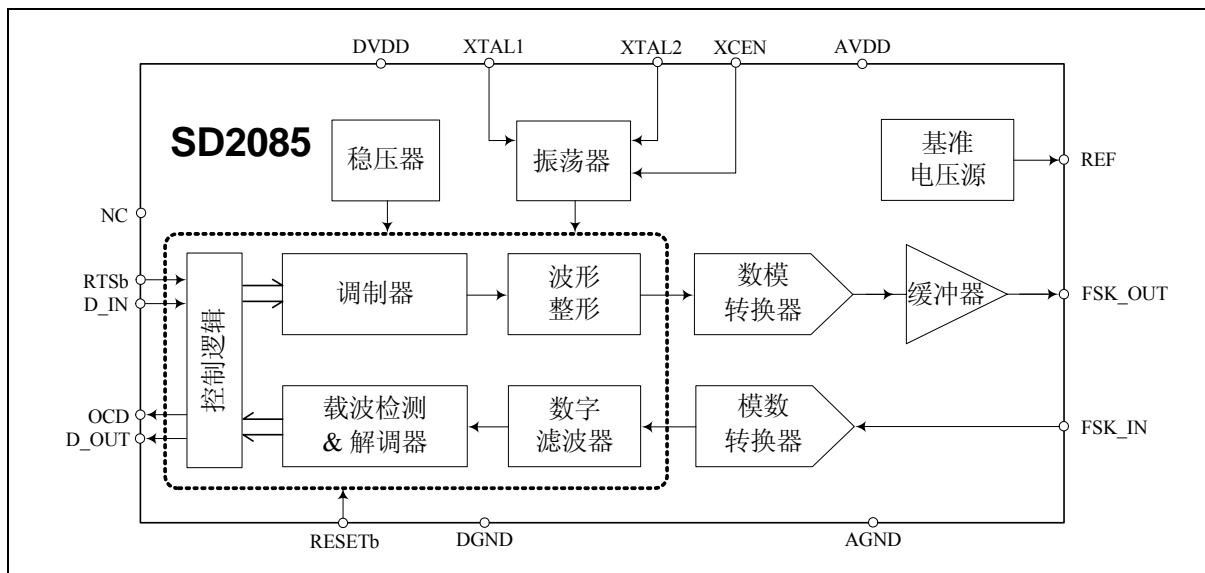 DVDD
XTAL1
XTAL2
XCEN
AVDD
SD2085
稳压器
振荡器
基准
电压源
REF
NC
RTSb
D_IN
控制逻辑
调制器
波形
整形
数模
转换器
缓冲器
FSK_OUT
OCD
D_OUT
载波检测
& 解调器
数字
滤波器
模数
转换器
FSK_IN
RESETb
DGND
AGND